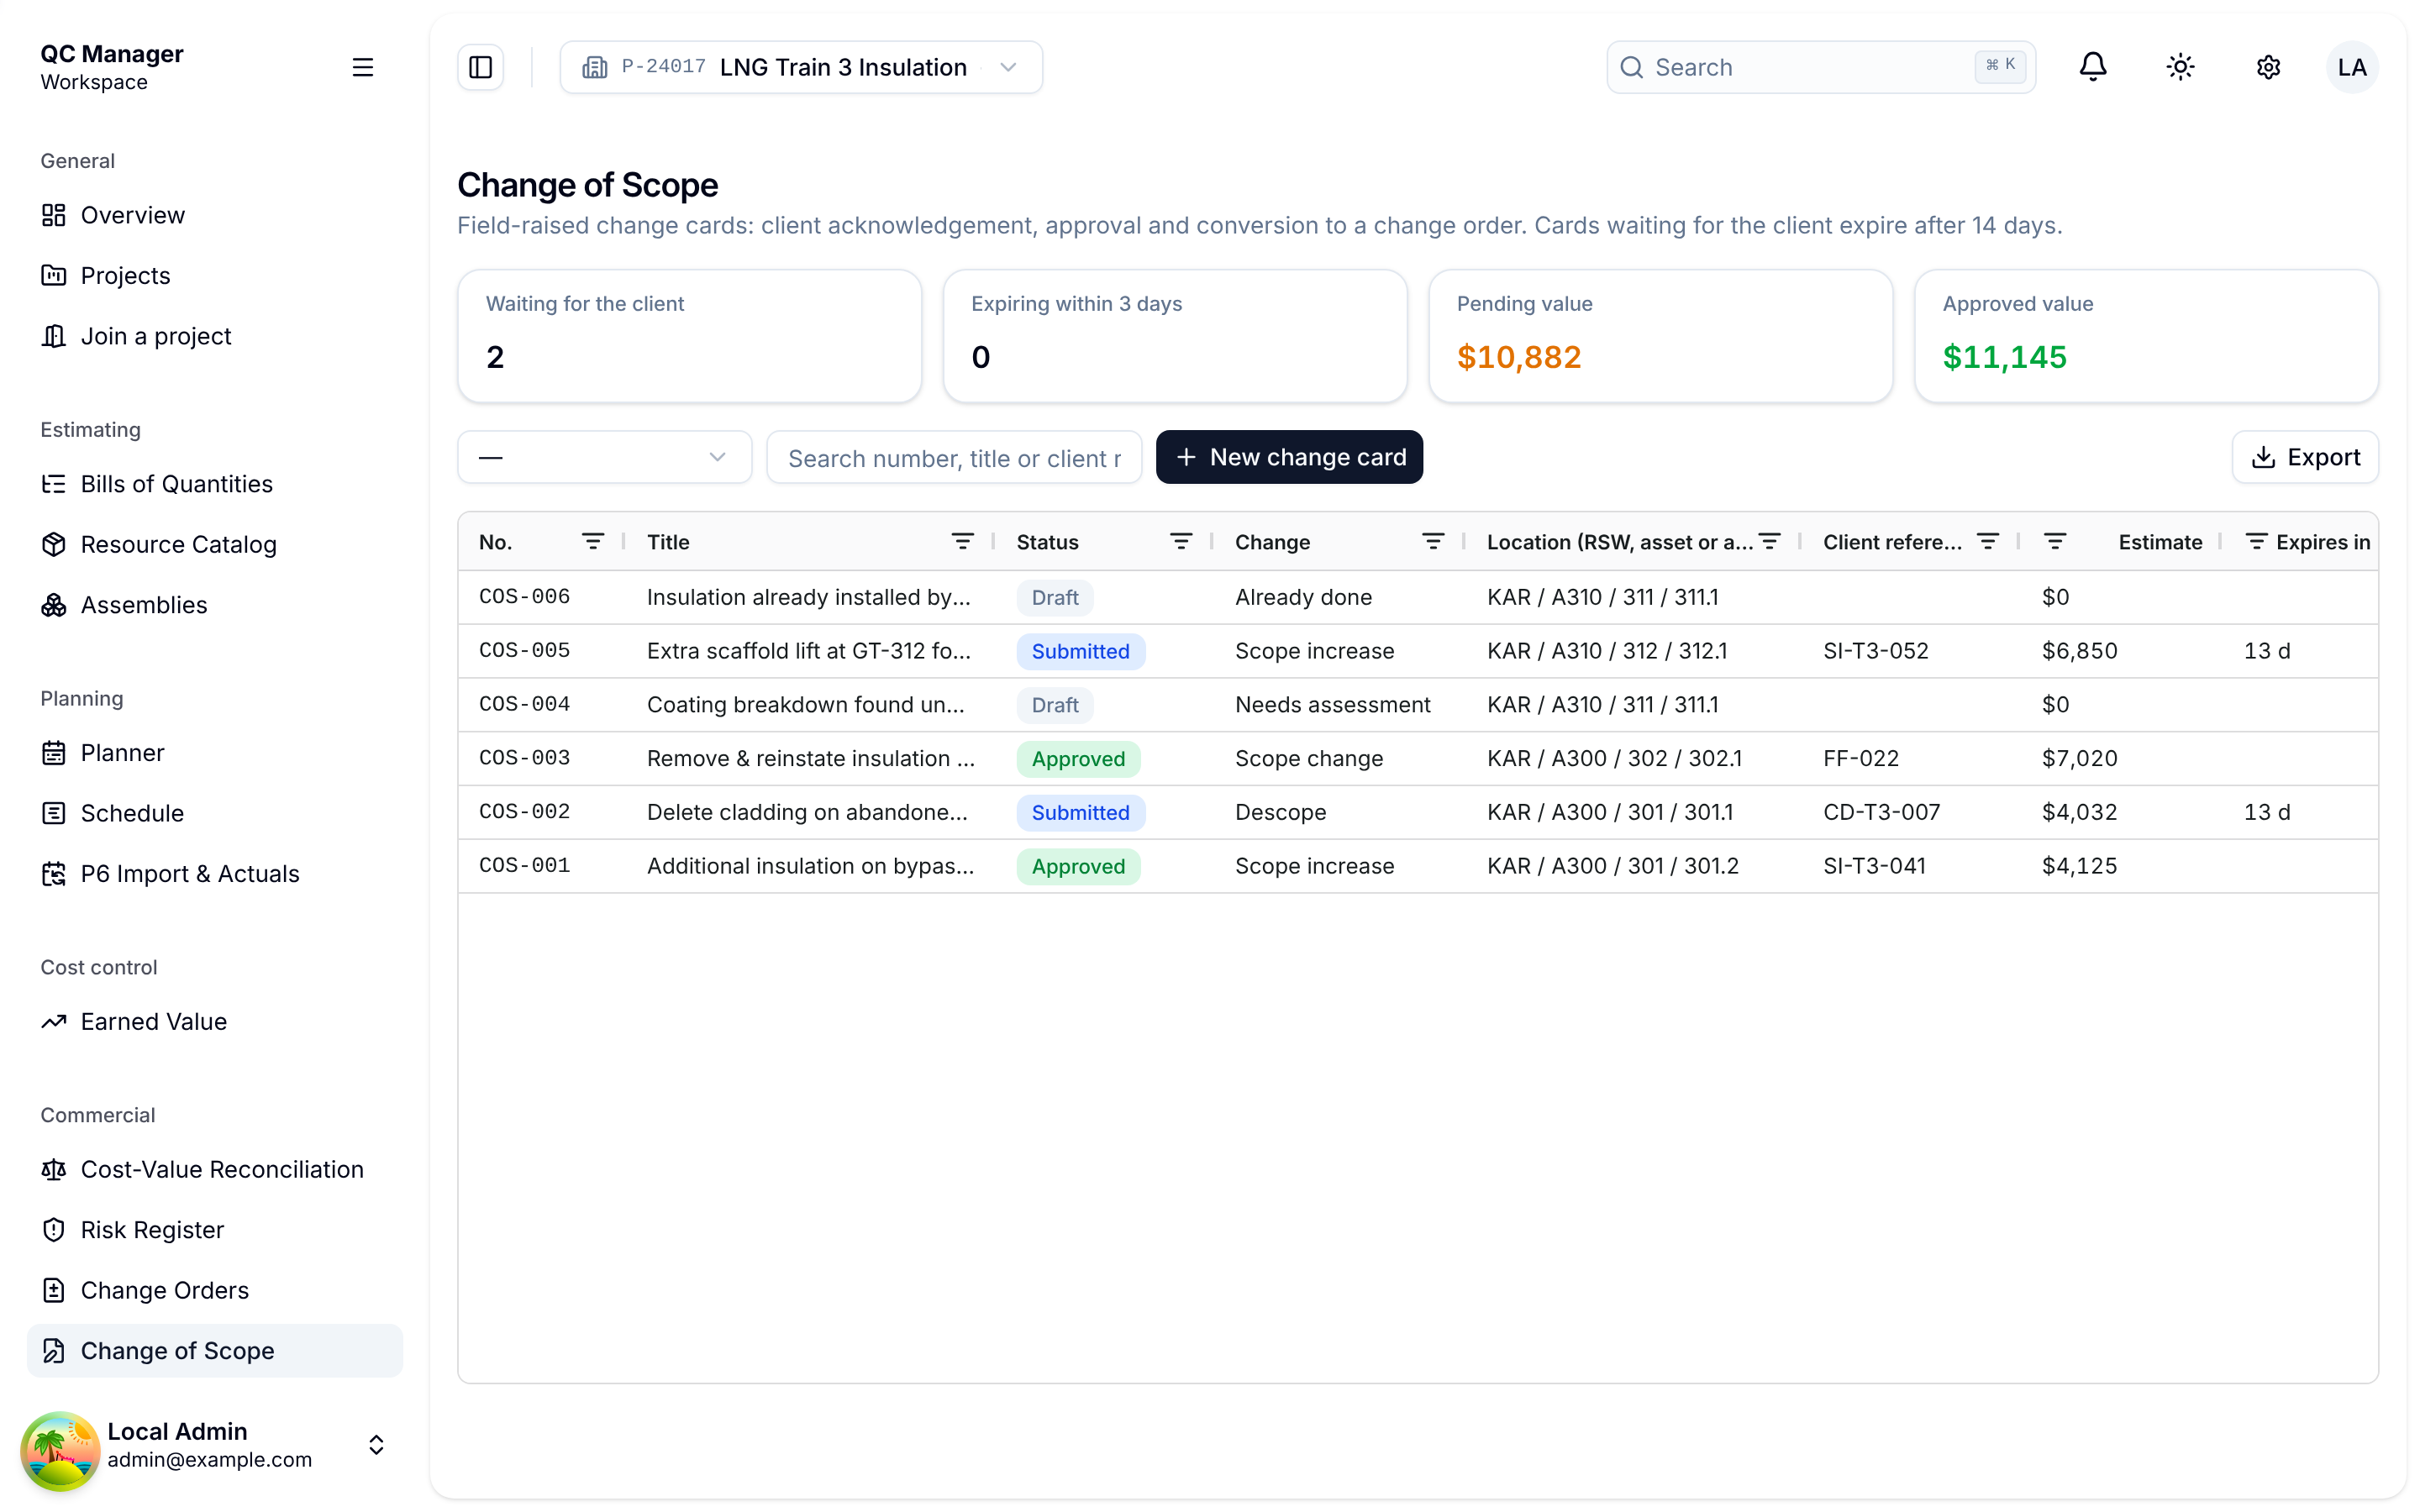 QC Manager
Workspace
General
Overview
Projects
Join a project
Estimating
Bills of Quantities
Resource Catalog
Assemblies
Planning
Planner
Schedule
P6 Import & Actuals
Cost control
Earned Value
Commercial
Cost-Value Reconciliation
Risk Register
Change Orders
Change of Scope
Local Admin
admin@example.com
P-24017 LNG Train 3 Insulation
Search ⌘ K
LA
Change of Scope
Field-raised change cards: client acknowledgement, approval and conversion to a change order. Cards waiting for the client expire after 14 days.
Waiting for the client
2
Expiring within 3 days
0
Pending value
$10,882
Approved value
$11,145
— Search number, title or client r + New change card Export
No. Title Status Change Location (RSW, asset or a... Client refere... Estimate Expires in
COS-006 Insulation already installed by... Draft Already done KAR / A310 / 311 / 311.1 $0
COS-005 Extra scaffold lift at GT-312 fo... Submitted Scope increase KAR / A310 / 312 / 312.1 SI-T3-052 $6,850 13 d
COS-004 Coating breakdown found un... Draft Needs assessment KAR / A310 / 311 / 311.1 $0
COS-003 Remove & reinstate insulation ... Approved Scope change KAR / A300 / 302 / 302.1 FF-022 $7,020
COS-002 Delete cladding on abandone... Submitted Descope KAR / A300 / 301 / 301.1 CD-T3-007 $4,032 13 d
COS-001 Additional insulation on bypas... Approved Scope increase KAR / A300 / 301 / 301.2 SI-T3-041 $4,125